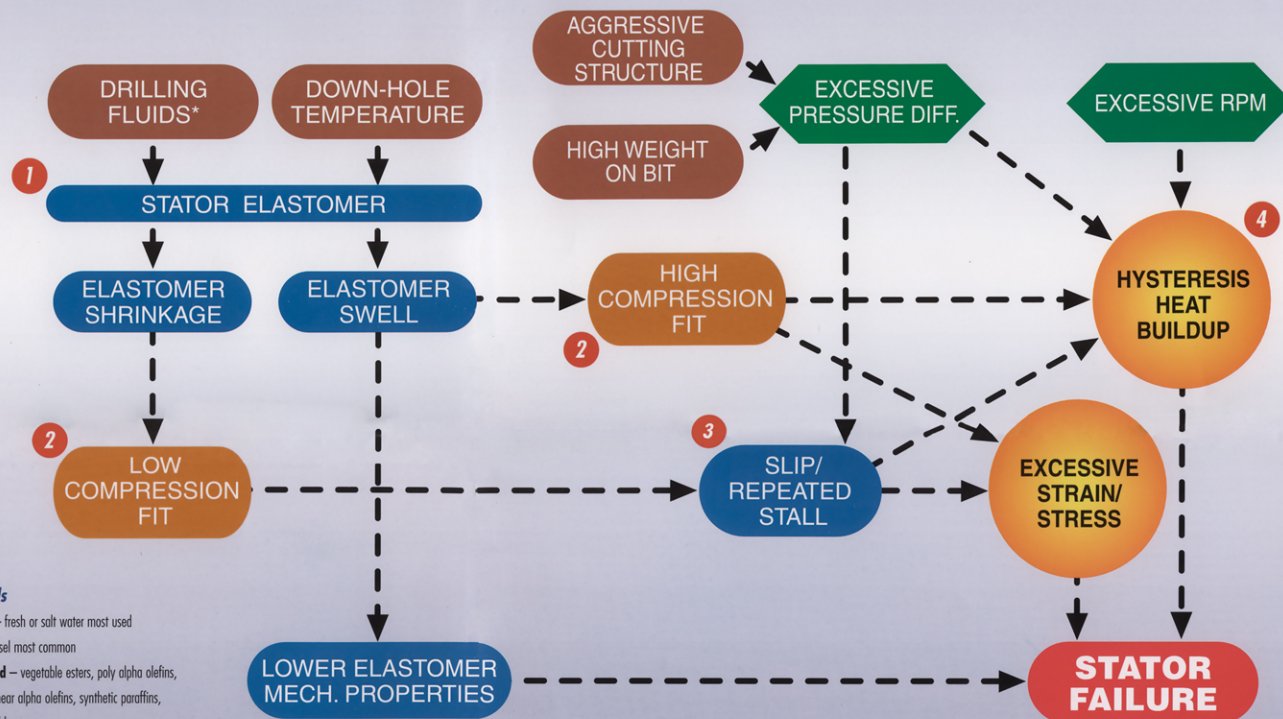 AGGRESSIVE
CUTTING
STRUCTURE
DRILLING
FLUIDS*
DOWN-HOLE
TEMPERATURE
EXCESSIVE
PRESSURE DIFF.
EXCESSIVE RPM
HIGH WEIGHT
ON BIT
1
STATOR ELASTOMER
4
ELASTOMER
SHRINKAGE
ELASTOMER
SWELL
HIGH
COMPRESSION
FIT
2
HYSTERESIS
HEAT
BUILDUP
2
LOW
COMPRESSION
FIT
3
SLIP/
REPEATED
STALL
EXCESSIVE
STRAIN/
STRESS
- fresh or salt water most used
most common
– vegetable esters, poly alpha olefins,
alpha olefins, synthetic paraffins,
LOWER ELASTOMER
MECH. PROPERTIES
STATOR
FAILURE